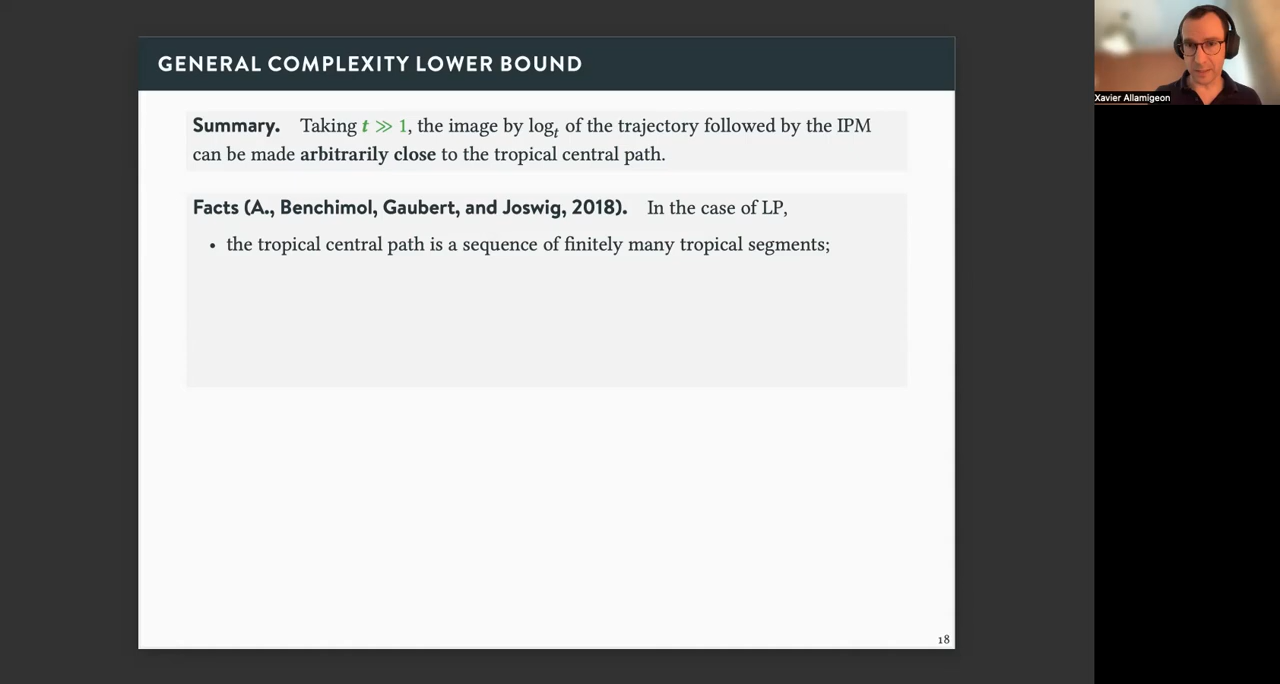 GENERAL COMPLEXITY LOWER BOUND
Summary. Taking t ≫ 1, the image by log_t of the trajectory followed by the IPM
can be made arbitrarily close to the tropical central path.
Facts (A., Benchimol, Gaubert, and Joswig, 2018). In the case of LP,
• the tropical central path is a sequence of finitely many tropical segments;
18
Xavier Allamigeon